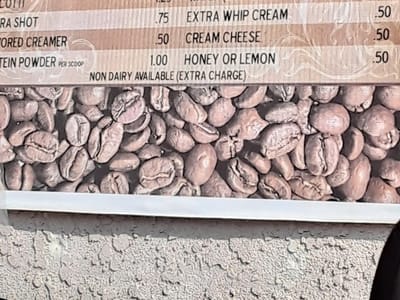 .50
RA SHOT .75 EXTRA WHIP CREAM .50
ORED CREAMER .50 CREAM CHEESE .50
TEIN POWDER PER SCOOP 1.00 HONEY OR LEMON .50
NON DAIRY AVAILABLE (EXTRA CHARGE)